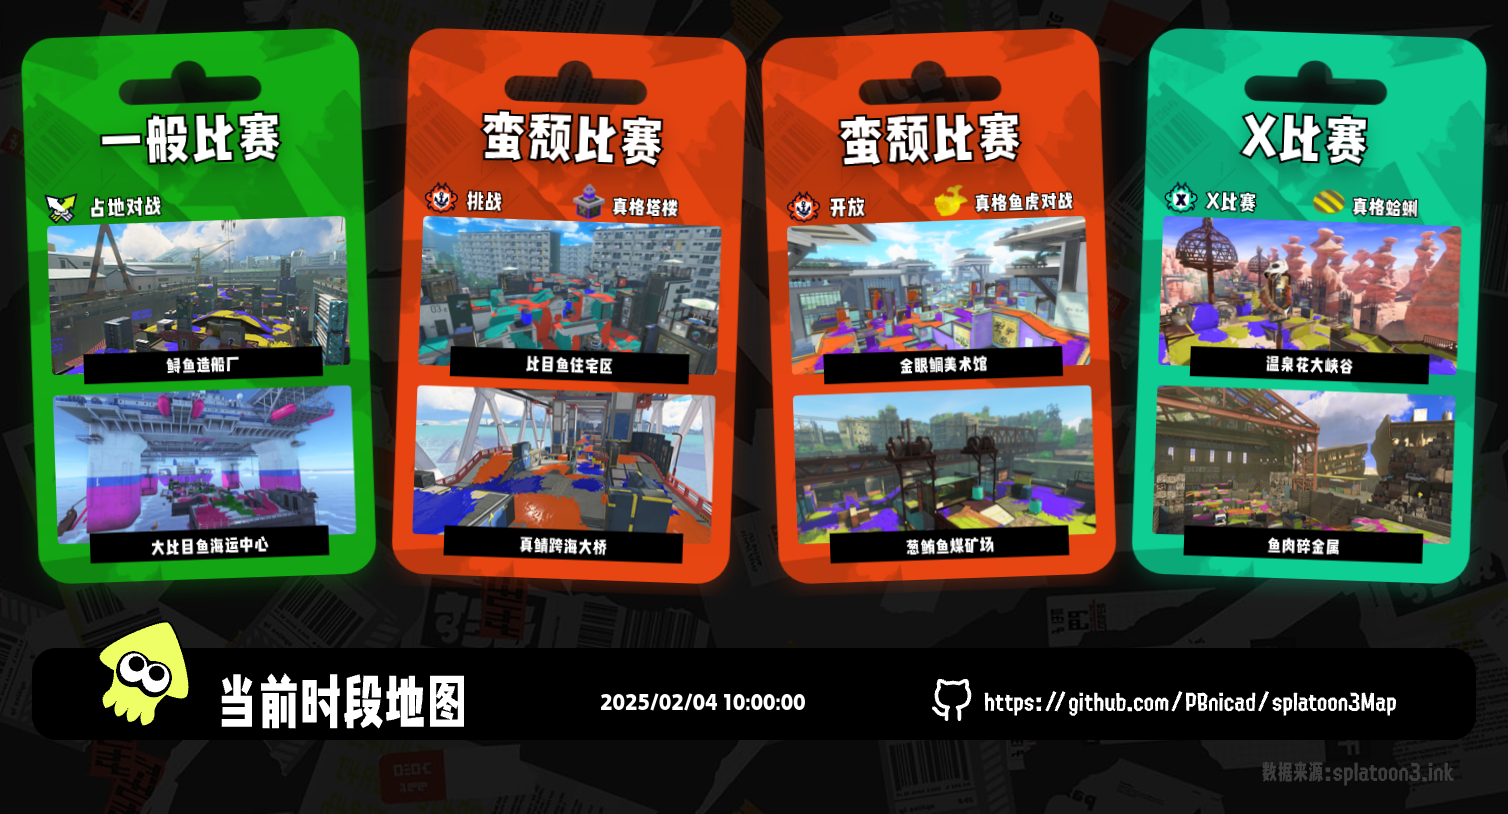 一般比赛
占地对战
鲟鱼造船厂
大比目鱼海运中心
蛮颓比赛
挑战
真格塔楼
比目鱼住宅区
真鲭跨海大桥
蛮颓比赛
开放
真格鱼虎对战
金眼鲷美术馆
葱鲔鱼煤矿场
X比赛
X比赛
真格蛤蜊
温泉花大峡谷
鱼肉碎金属
当前时段地图
2025/02/04 10:00:00
https://github.com/PBnicad/splatoon3Map
数据来源:splatoon3.ink